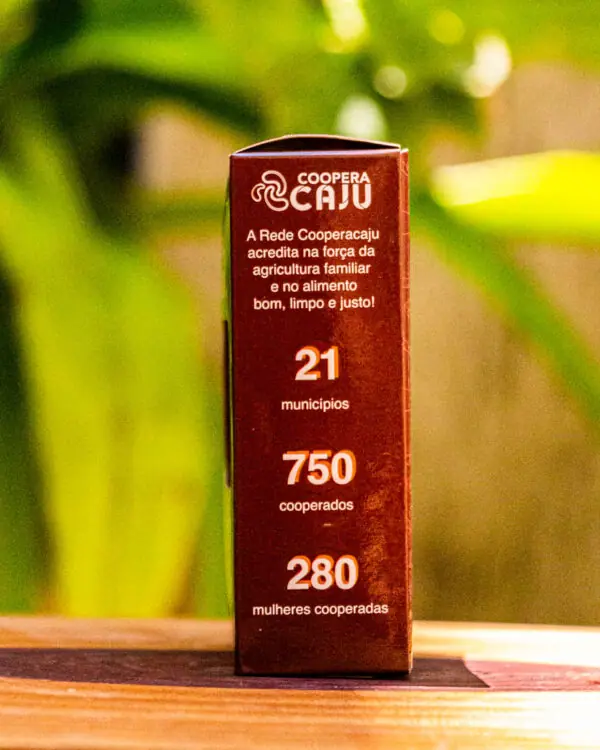 COOPERA
CAJU
A Rede Cooperacaju
acredita na força da
agricultura familiar
e no alimento
bom, limpo e justo!
21
municípios
750
cooperados
280
mulheres cooperadas